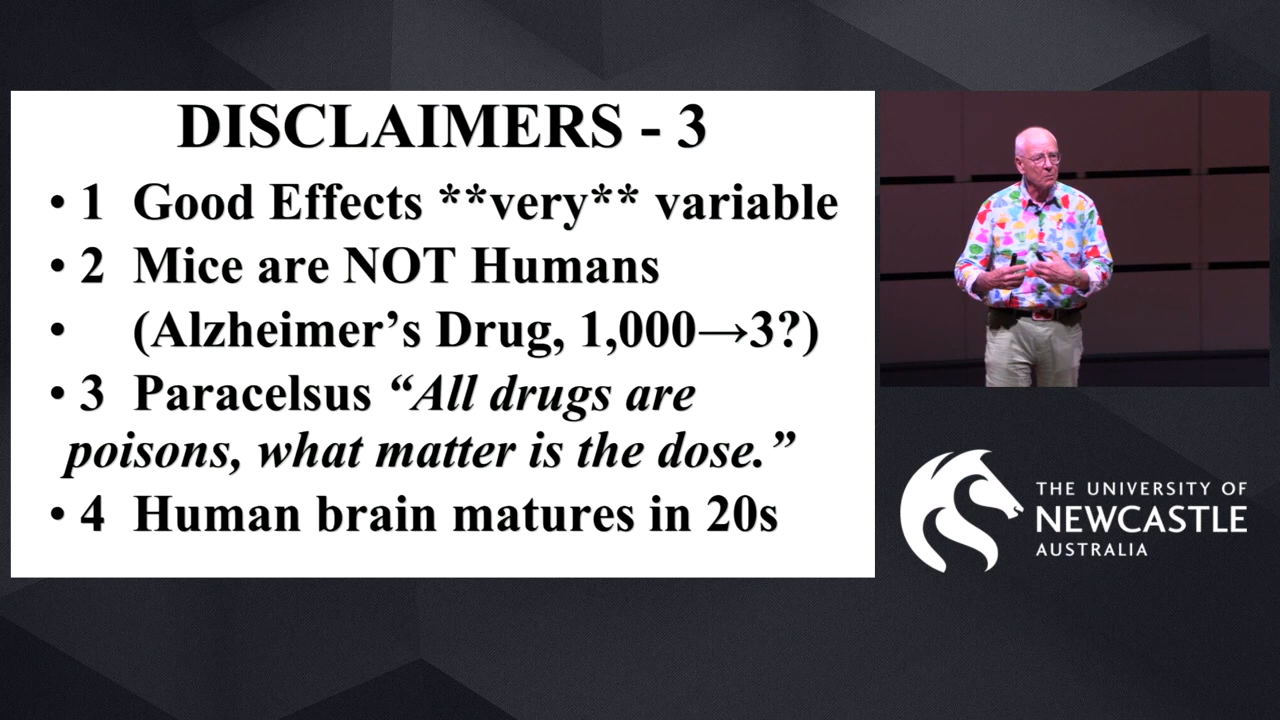 DISCLAIMERS - 3
• 1 Good Effects **very** variable
• 2 Mice are NOT Humans
• (Alzheimer’s Drug, 1,000→3?)
• 3 Paracelsus “All drugs are
poisons, what matter is the dose.”
• 4 Human brain matures in 20s
THE UNIVERSITY OF
NEWCASTLE
AUSTRALIA